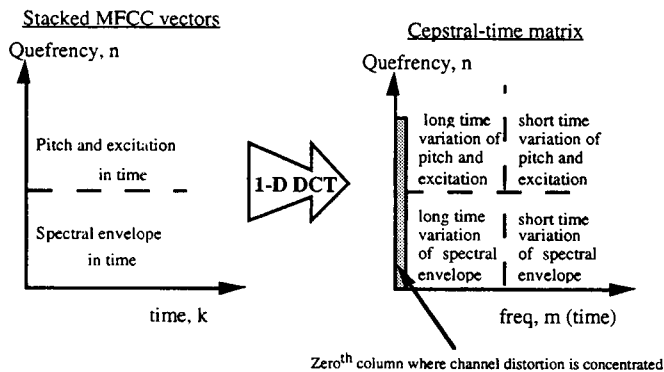 Stacked MFCC vectors
Quefrency, n
Pitch and excitation
in time
Spectral envelope
in time
time, k
1-D DCT
Cepstral-time matrix
Quefrency, n
long time
variation of
pitch and
excitation
short time
variation of
pitch and
excitation
long time
variation
of spectral
envelope
short time
variation
of spectral
envelope
freq, m (time)
Zeroth column where channel distortion is concentrated